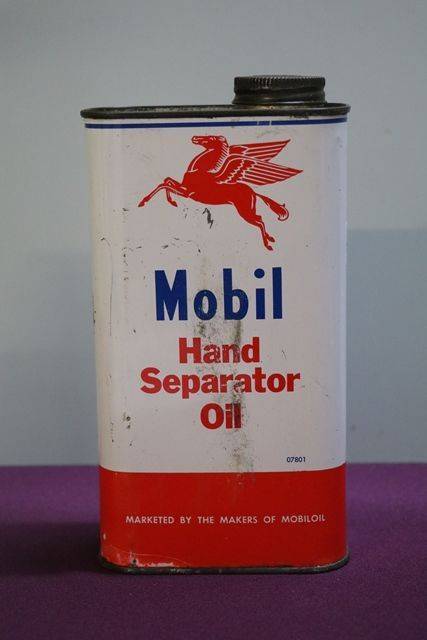 Mobil
Hand
Separator
Oil
07801
MARKETED BY THE MAKERS OF MOBILOIL